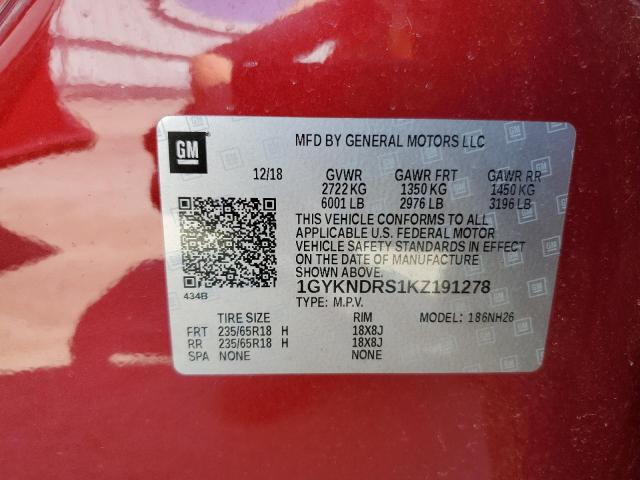 GM
MFD BY GENERAL MOTORS LLC
12/18 GVWR GAWR FRT GAWR RR
2722 KG 1350 KG 1450 KG
6001 LB 2976 LB 3196 LB
THIS VEHICLE CONFORMS TO ALL
APPLICABLE U.S. FEDERAL MOTOR
VEHICLE SAFETY STANDARDS IN EFFECT
ON THE DATE OF MANUFACTURE
SHOWN ABOVE.
434B 1GYKNDRS1KZ191278
TYPE: M.P.V.
TIRE SIZE RIM MODEL: 186NH26
FRT 235/65R18 H 18X8J
RR 235/65R18 H 18X8J
SPA NONE NONE